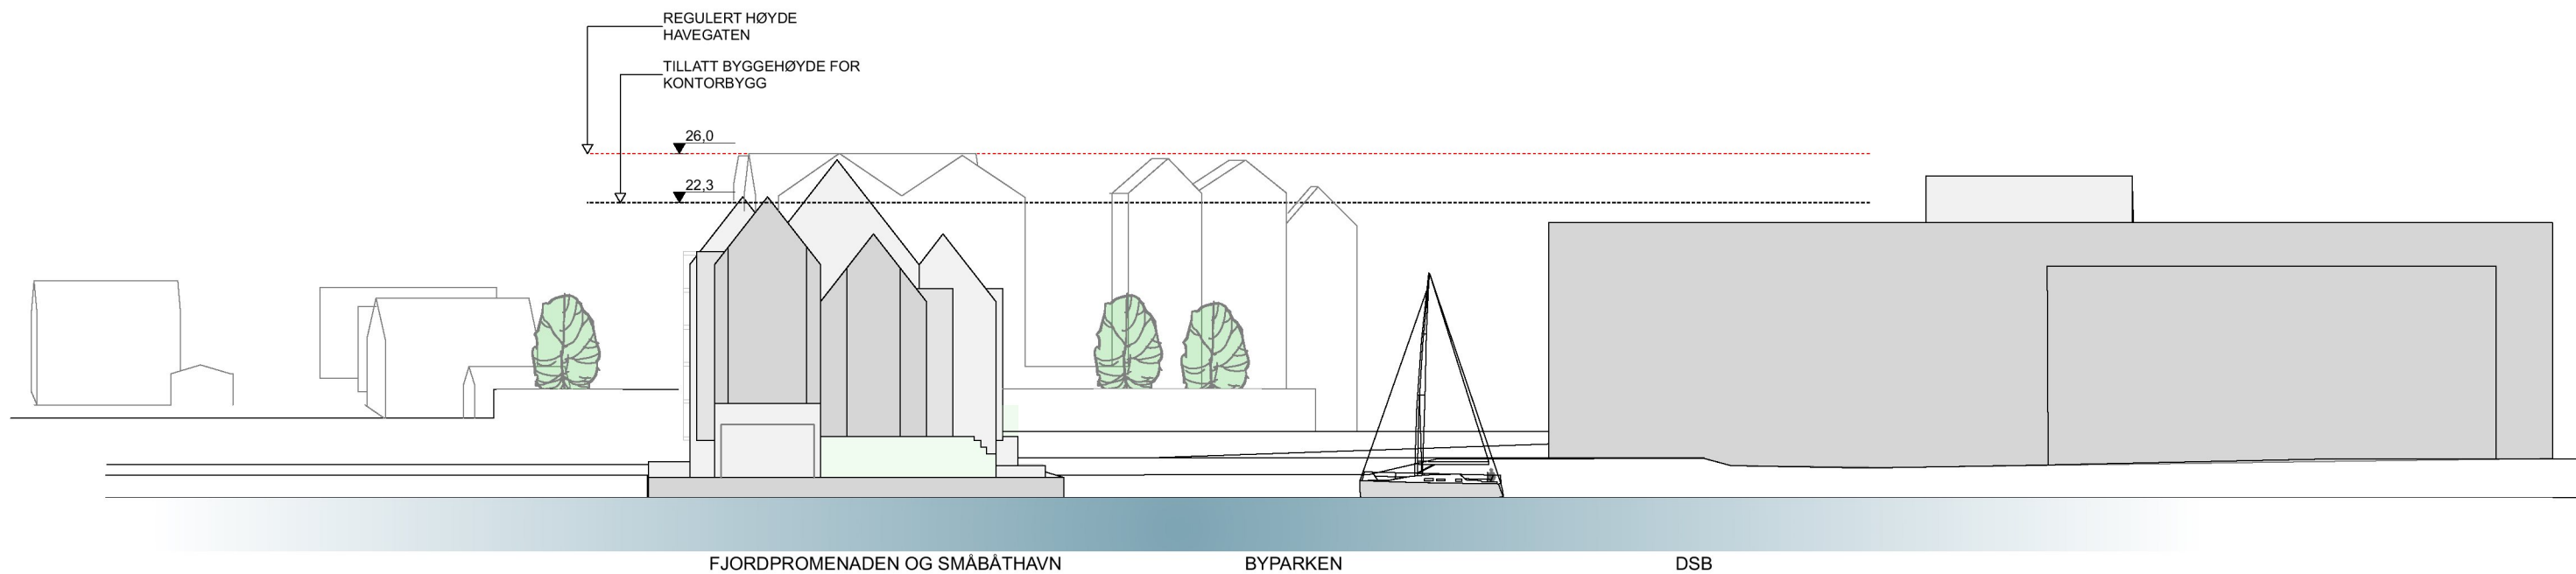 REGULERT HØYDE
HAVEGATEN
TILLATT BYGGEHØYDE FOR
KONTORBYGG
26,0
22,3
FJORDPROMENADEN OG SMÅBÅTHAVN
BYPARKEN
DSB